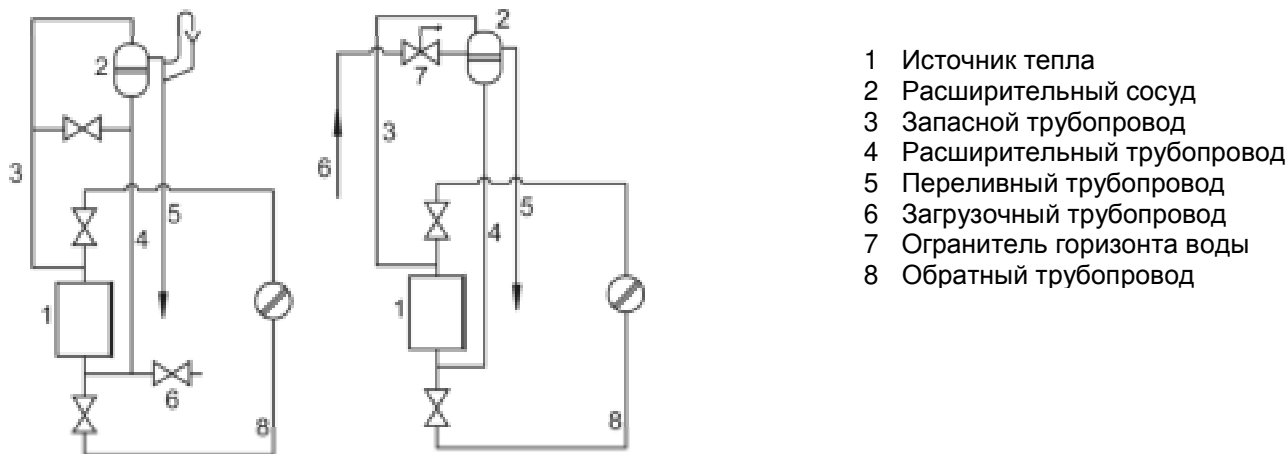 2
3
5
4
1
6
8
2
7
3
6
5
4
1
8
1 Источник тепла
2 Расширительный сосуд
3 Запасной трубопровод
4 Расширительный трубопровод
5 Переливный трубопровод
6 Загрузочный трубопровод
7 Огранитель горизонта воды
8 Обратный трубопровод